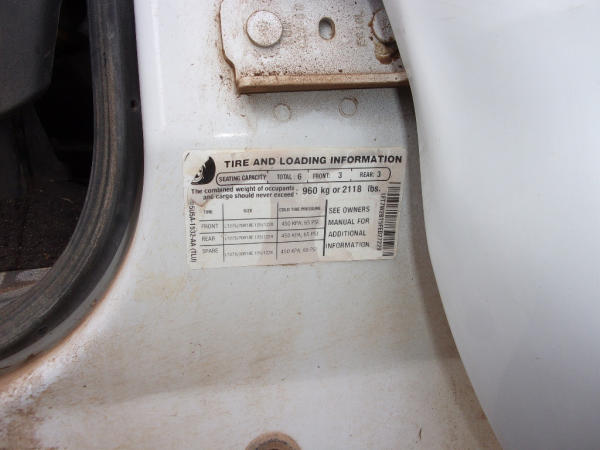 TIRE AND LOADING INFORMATION
SEATING CAPACITY TOTAL: 6 FRONT: 3 REAR: 3
The combined weight of occupants and cargo should never exceed: 960 kg or 2118 lbs.
TIRE SIZE COLD TIRE PRESSURE
FRONT 450 KPA, 65 PSI
REAR 450 KPA, 65 PSI
SPARE 450 KPA, 65 PSI
SEE OWNERS
MANUAL FOR
ADDITIONAL
INFORMATION